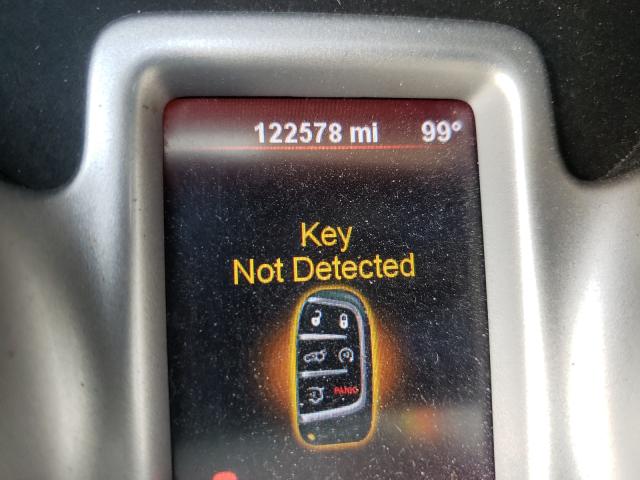 122578 mi 99°
Key
Not Detected
PANIC